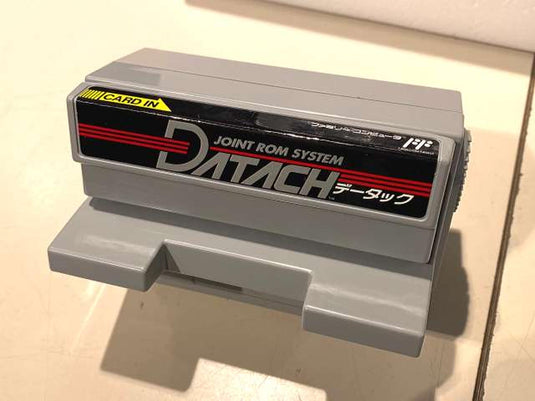 CARD IN
ファミリーコンピュータ
JOINT ROM SYSTEM
DATACH
データック